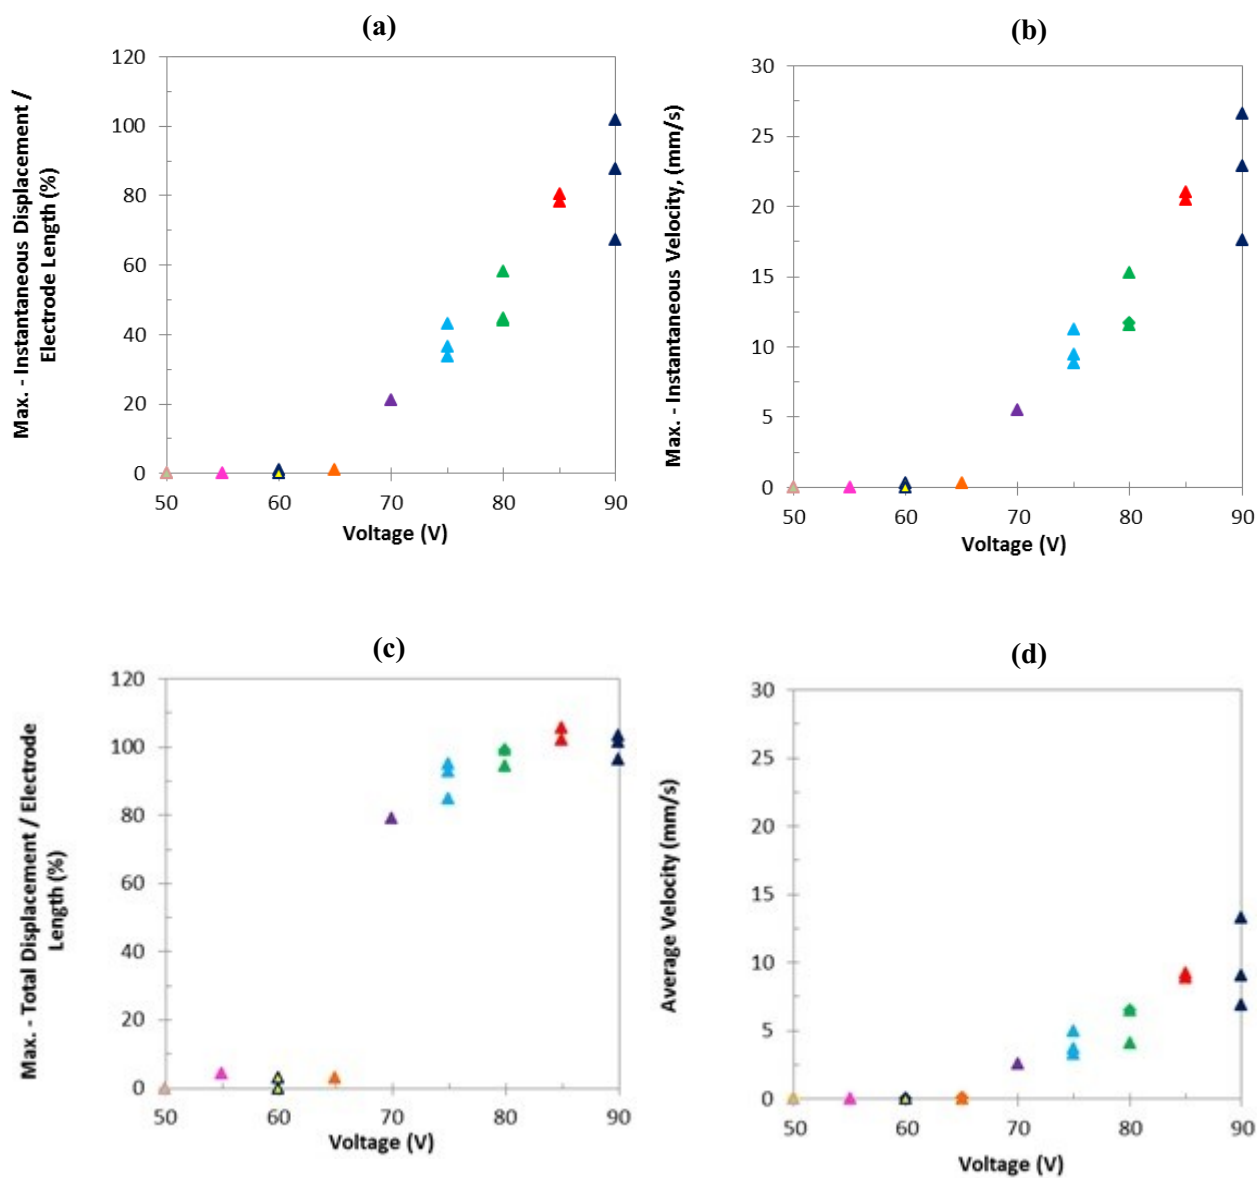 (a)
Max. - Instantaneous Displacement /
Electrode Length (%)
120
100
80
60
40
20
0
50 60 70 80 90
Voltage (V)
(b)
Max. - Instantaneous Velocity, (mm/s)
30
25
20
15
10
5
0
50 60 70 80 90
Voltage (V)
(c)
Max. - Total Displacement / Electrode
Length (%)
120
100
80
60
40
20
0
50 60 70 80 90
Voltage (V)
(d)
Average Velocity (mm/s)
30
25
20
15
10
5
0
50 60 70 80 90
Voltage (V)